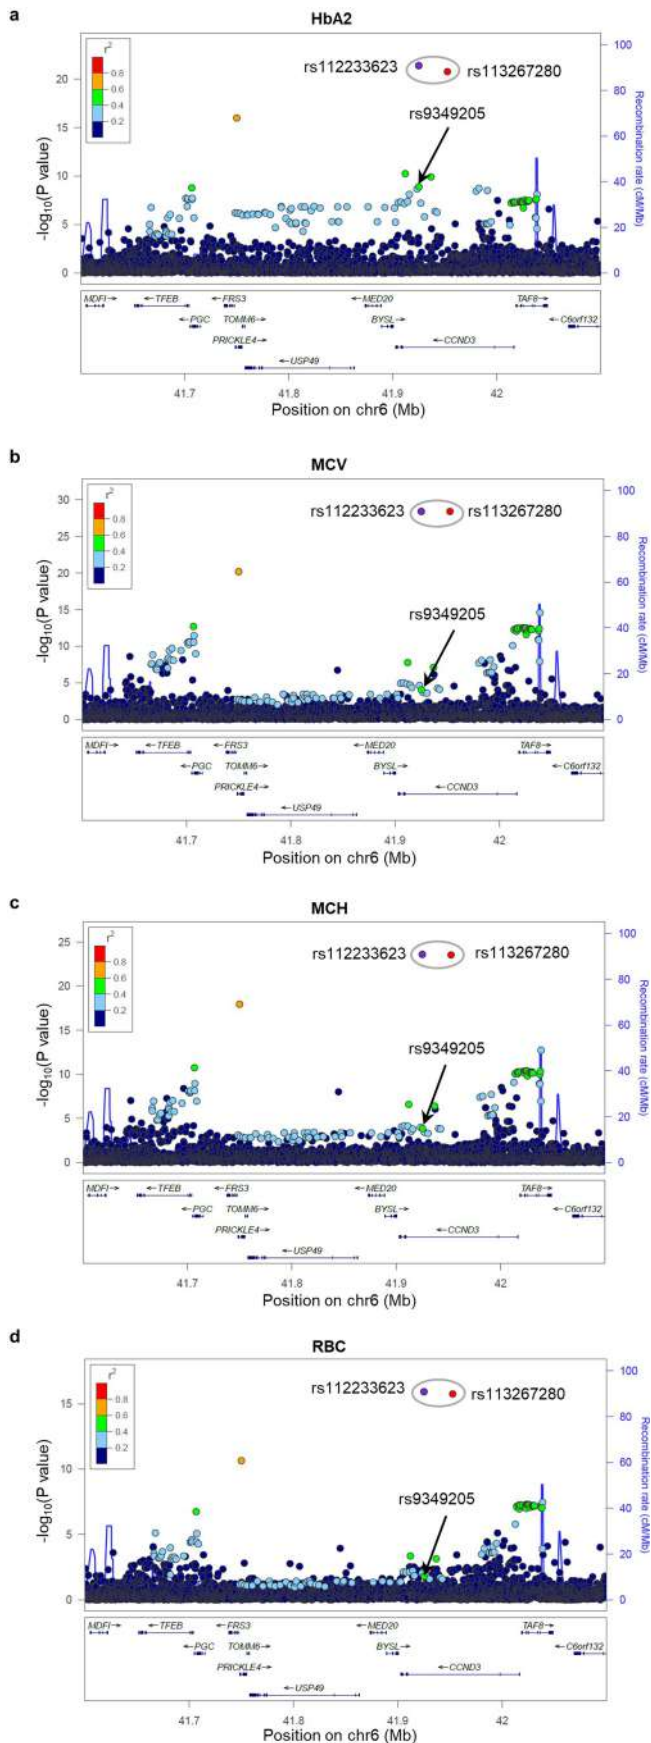 a
HbA2
r²
0.8
0.6
0.4
0.2
rs112233623
rs113267280
rs9349205
20
15
10
5
0
-log10(P value)
100
80
60
40
20
0
Recombination rate (cM/Mb)
MDFI→
←TFEB
←FRS3
←MED20
TAF8→
←PGC
TOMM6→
BYSL→
←C6orf132
PRICKLE4→
←CCND3
←USP49
41.7
41.8
41.9
42
Position on chr6 (Mb)
b
MCV
r²
0.8
0.6
0.4
0.2
rs112233623
rs113267280
rs9349205
30
25
20
15
10
5
0
-log10(P value)
100
80
60
40
20
0
Recombination rate (cM/Mb)
MDFI→
←TFEB
←FRS3
←MED20
TAF8→
←PGC
TOMM6→
BYSL→
←C6orf132
PRICKLE4→
←CCND3
←USP49
41.7
41.8
41.9
42
Position on chr6 (Mb)
c
MCH
r²
0.8
0.6
0.4
0.2
rs112233623
rs113267280
rs9349205
25
20
15
10
5
0
-log10(P value)
100
80
60
40
20
0
Recombination rate (cM/Mb)
MDFI→
←TFEB
←FRS3
←MED20
TAF8→
←PGC
TOMM6→
BYSL→
←C6orf132
PRICKLE4→
←CCND3
←USP49
41.7
41.8
41.9
42
Position on chr6 (Mb)
d
RBC
r²
0.8
0.6
0.4
0.2
rs112233623
rs113267280
rs9349205
15
10
5
0
-log10(P value)
100
80
60
40
20
0
Recombination rate (cM/Mb)
MDFI→
←TFEB
←FRS3
←MED20
TAF8→
←PGC
TOMM6→
BYSL→
←C6orf132
PRICKLE4→
←CCND3
←USP49
41.7
41.8
41.9
42
Position on chr6 (Mb)